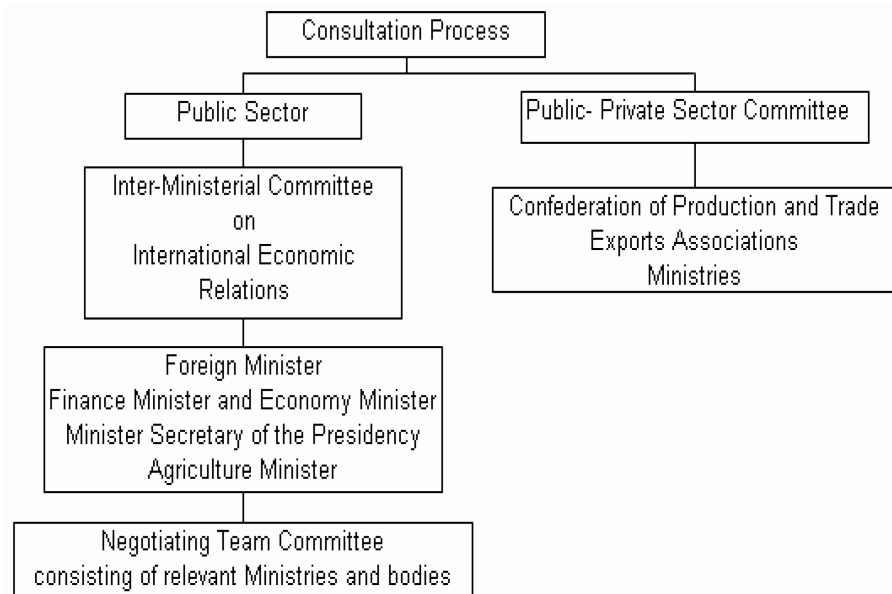 Consultation Process
Public Sector
Public- Private Sector Committee
Inter-Ministerial Committee
on
International Economic
Relations
Confederation of Production and Trade
Exports Associations
Ministries
Foreign Minister
Finance Minister and Economy Minister
Minister Secretary of the Presidency
Agriculture Minister
Negotiating Team Committee
consisting of relevant Ministries and bodies